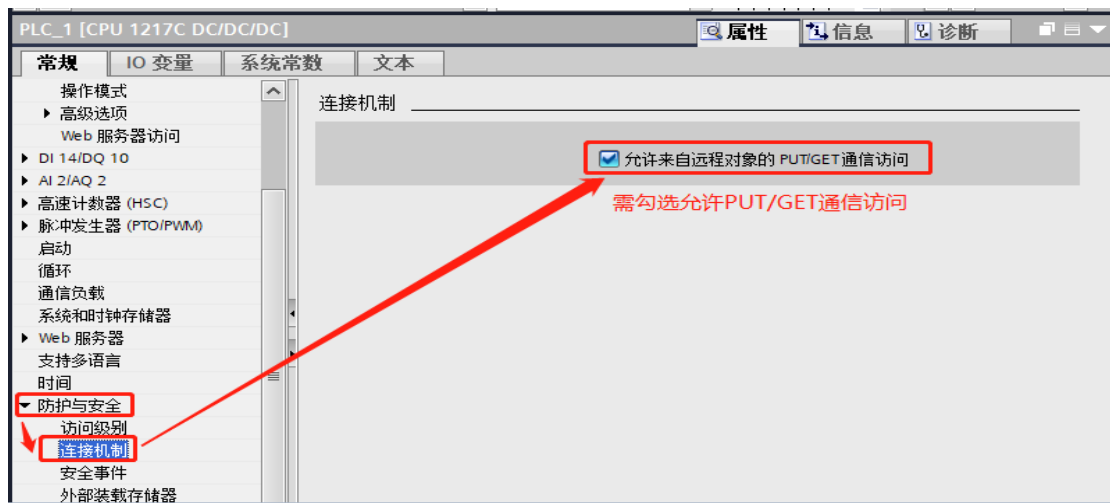 PLC_1 [CPU 1217C DC/DC/DC]
属性 信息 诊断
常规 IO 变量 系统常数 文本
操作模式
高级选项
Web 服务器访问
DI 14/DQ 10
AI 2/AQ 2
高速计数器 (HSC)
脉冲发生器 (PTO/PWM)
启动
循环
通信负载
系统和时钟存储器
Web 服务器
支持多语言
时间
防护与安全
访问级别
连接机制
安全事件
外部装载存储器
连接机制
允许来自远程对象的 PUT/GET 通信访问
需勾选允许PUT/GET通信访问